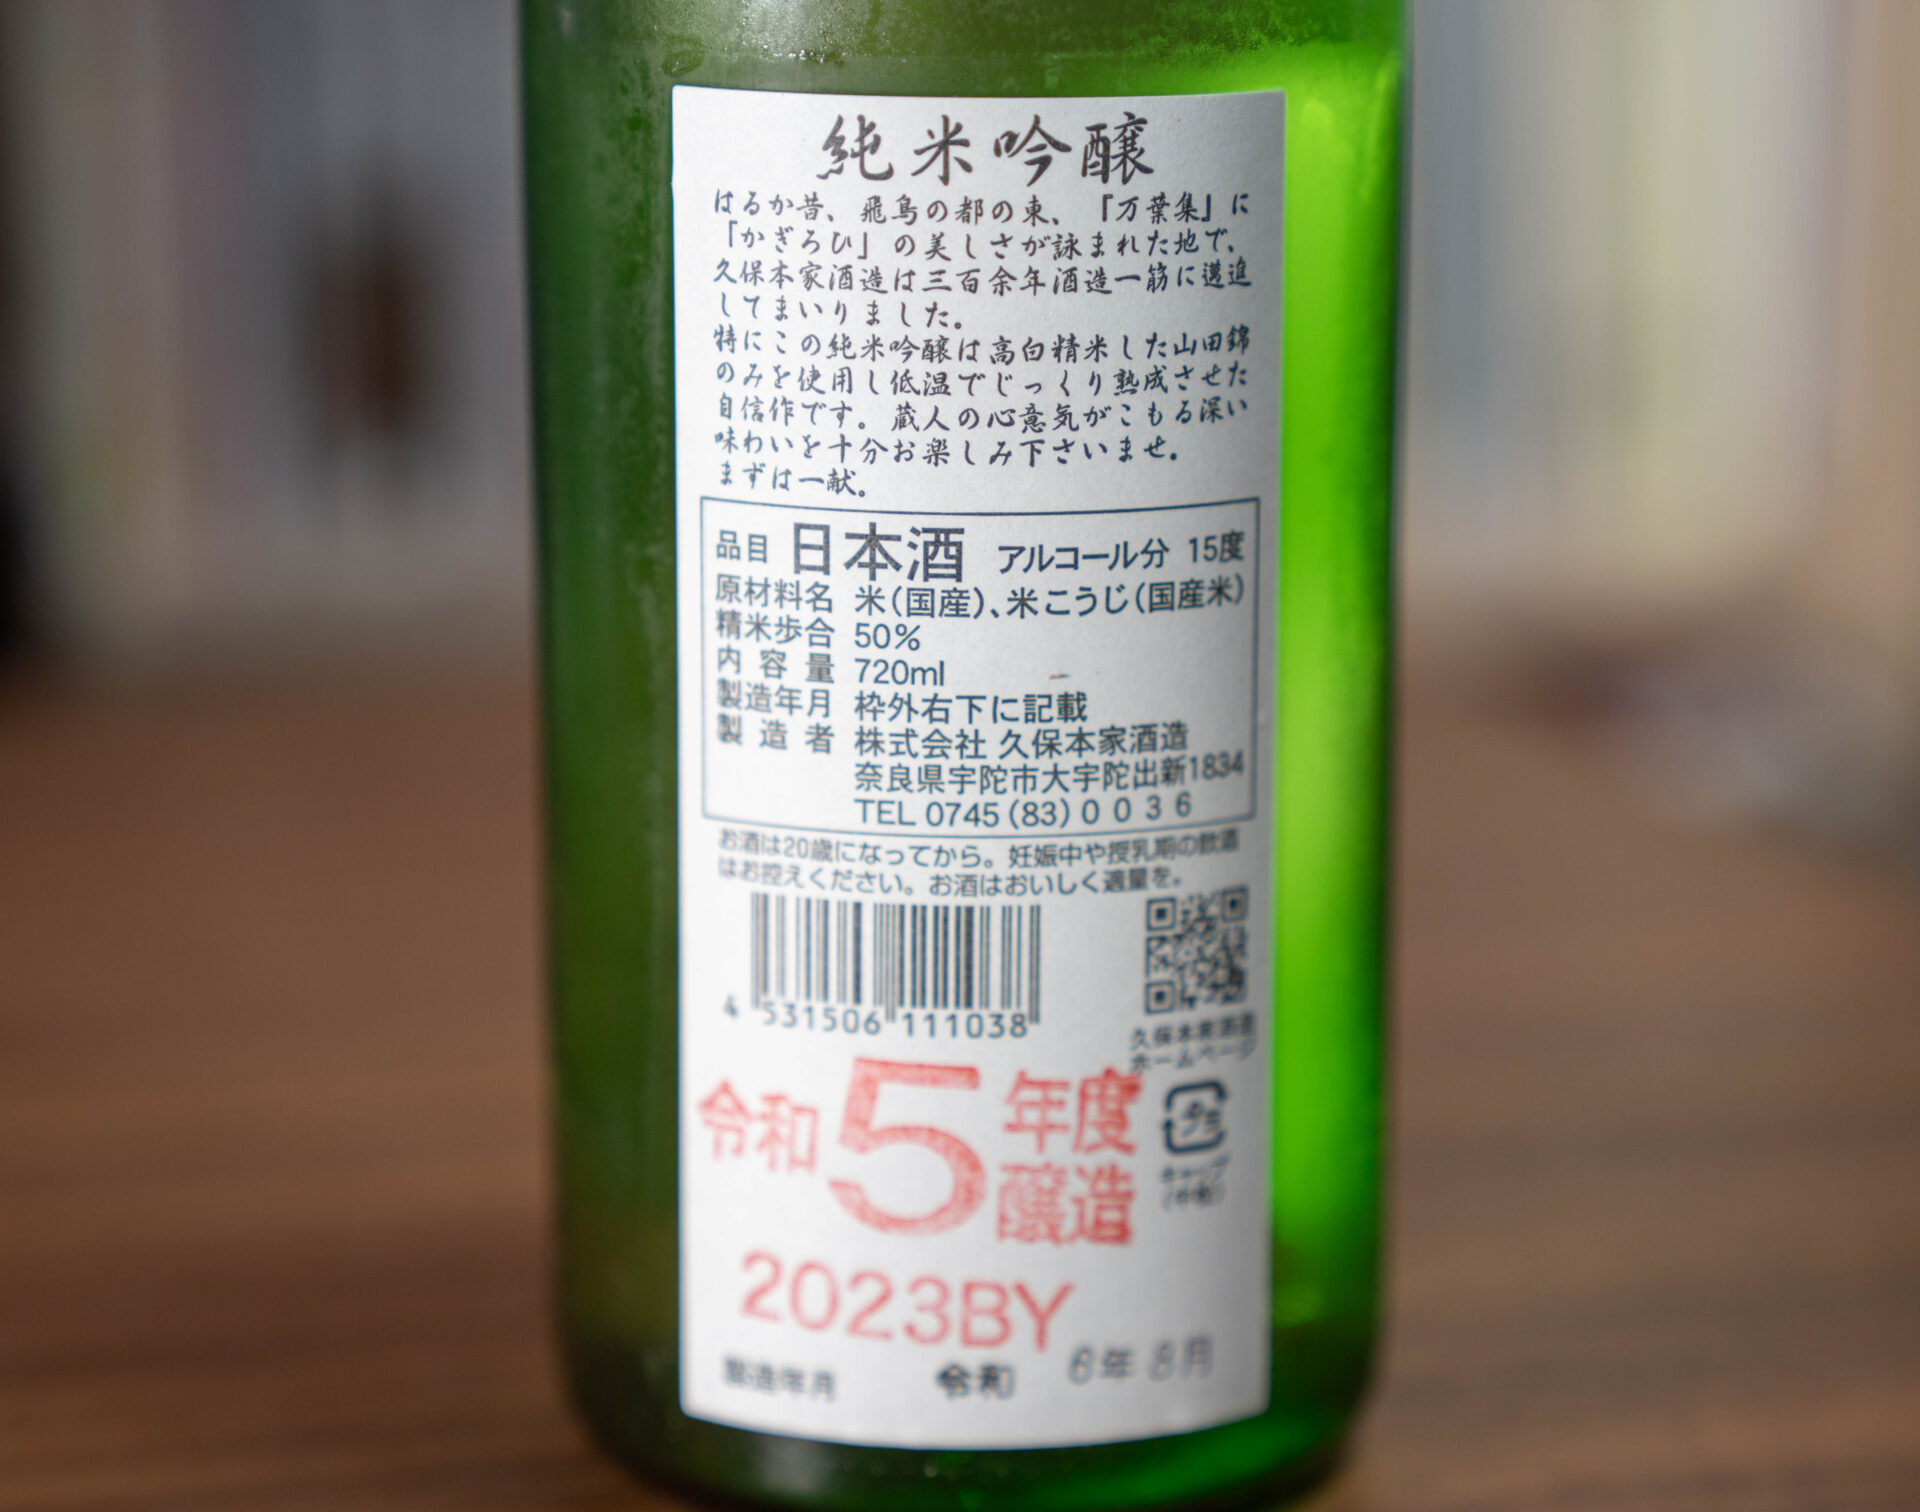 純米吟醸
はるか昔、飛鳥の都の東、『万葉集』に
「かぎろひ」の美しさが詠まれた地で、
久保本家酒造は三百余年酒造一筋に邁進
してまいりました。
特にこの純米吟醸は高白精米した山田錦
のみを使用し低温でじっくり熟成させた
自信作です。蔵人の心意気がこもる深い
味わいを十分お楽しみ下さいませ。
まずは一献。
品目 日本酒 アルコール分 15度
原材料名 米(国産)、米こうじ(国産米)
精米歩合 50%
内容量 720ml
製造年月 枠外右下に記載
製造者 株式会社 久保本家酒造
奈良県宇陀市大宇陀出新1834
TEL 0745(83)0036
お酒は20歳になってから。妊娠中や授乳期の飲酒
はお控えください。お酒はおいしく適量を。
4 531506 111038
久保本家酒造
ホームページ
令和5年度
醸造
プラ
キャップ
(中栓)
2023BY
製造年月 令和 6年 8月